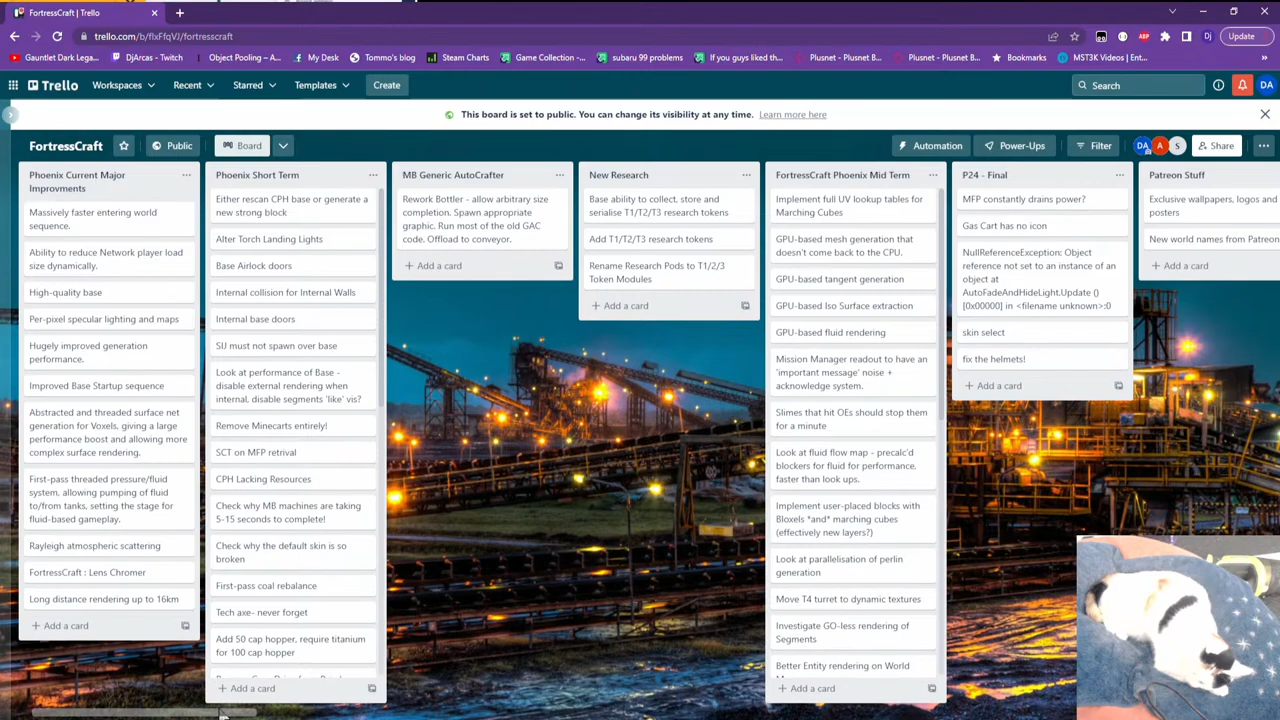 FortressCraft | Trello
trello.com/b/flxFfqVJ/fortresscraft
Update
Gauntlet Dark Lega...
DjArcas - Twitch
Object Pooling – A...
My Desk
Tommo's blog
Steam Charts
Game Collection -...
subaru 99 problems
If you guys liked th...
Plusnet - Plusnet B...
Plusnet - Plusnet B...
Bookmarks
MST3K Videos | Ent...
Trello
Workspaces
Recent
Starred
Templates
Create
Search
DA
This board is set to public. You can change its visibility at any time.
Learn more here
FortressCraft
Public
Board
Automation
Power-Ups
Filter
DA
A
S
Share
Phoenix Current Major
Improvments
Massively faster entering world
sequence.
Ability to reduce Network player load
size dynamically.
High-quality base
Per-pixel specular lighting and maps
Hugely improved generation
performance.
Improved Base Startup sequence
Abstracted and threaded surface net
generation for Voxels, giving a large
performance boost and allowing more
complex surface rendering.
First-pass threaded pressure/fluid
system, allowing pumping of fluid
to/from tanks, setting the stage for
fluid-based gameplay.
Rayleigh atmospheric scattering
FortressCraft : Lens Chromer
Long distance rendering up to 16km
Add a card
Phoenix Short Term
Either rescan CPH base or generate a
new strong block
Alter Torch Landing Lights
Base Airlock doors
Internal collision for Internal Walls
Internal base doors
SIJ must not spawn over base
Look at performance of Base -
disable external rendering when
internal, disable segments 'like' vis?
Remove Minecarts entirely!
SCT on MFP retrival
CPH Lacking Resources
Check why MB machines are taking
5-15 seconds to complete!
Check why the default skin is so
broken
First-pass coal rebalance
Tech axe- never forget
Add 50 cap hopper, require titanium
for 100 cap hopper
Add a card
MB Generic AutoCrafter
Rework Bottler - allow arbitrary size
completion. Spawn appropriate
graphic. Run most of the old GAC
code. Offload to conveyor.
Add a card
New Research
Base ability to collect, store and
serialise T1/T2/T3 research tokens
Add T1/T2/T3 research tokens
Rename Research Pods to T1/2/3
Token Modules
Add a card
FortressCraft Phoenix Mid Term
Implement full UV lookup tables for
Marching Cubes
GPU-based mesh generation that
doesn't come back to the CPU.
GPU-based tangent generation
GPU-based Iso Surface extraction
GPU-based fluid rendering
Mission Manager readout to have an
'important message' noise +
acknowledge system.
Slimes that hit OEs should stop them
for a minute
Look at fluid flow map - precalc'd
blockers for fluid for performance,
faster than look ups.
Implement user-placed blocks with
Bloxels *and* marching cubes
(effectively new layers?)
Look at parallelisation of perlin
generation
Move T4 turret to dynamic textures
Investigate GO-less rendering of
Segments
Better Entity rendering on World
Add a card
P24 - Final
MFP constantly drains power?
Gas Cart has no icon
NullReferenceException: Object
reference not set to an instance of an
object at
AutoFadeAndHideLight.Update ()
[0x00000] in <filename unknown>:0
skin select
fix the helmets!
Add a card
Patreon Stuff
Exclusive wallpapers, logos and
posters
New world names from Patreon
Add a card